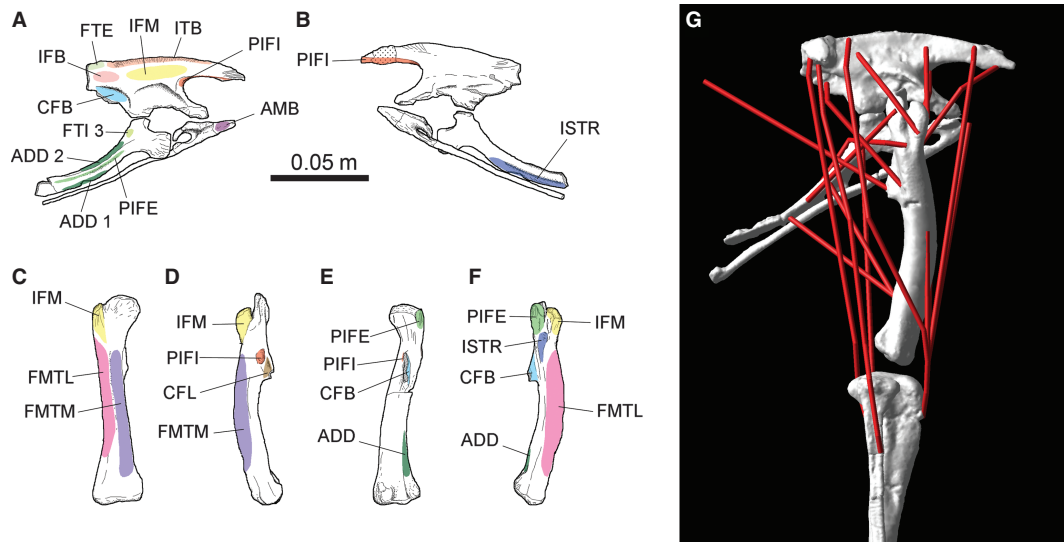 A
B
G
FTE
IFM
ITB
IFB
PIFI
PIFI
CFB
AMB
FTI 3
ISTR
ADD 2
0.05 m
PIFE
ADD 1
C
D
E
F
IFM
IFM
PIFE
PIFE
IFM
PIFI
PIFI
ISTR
FMTL
CFL
CFB
CFB
FMTM
FMTM
FMTL
ADD
ADD